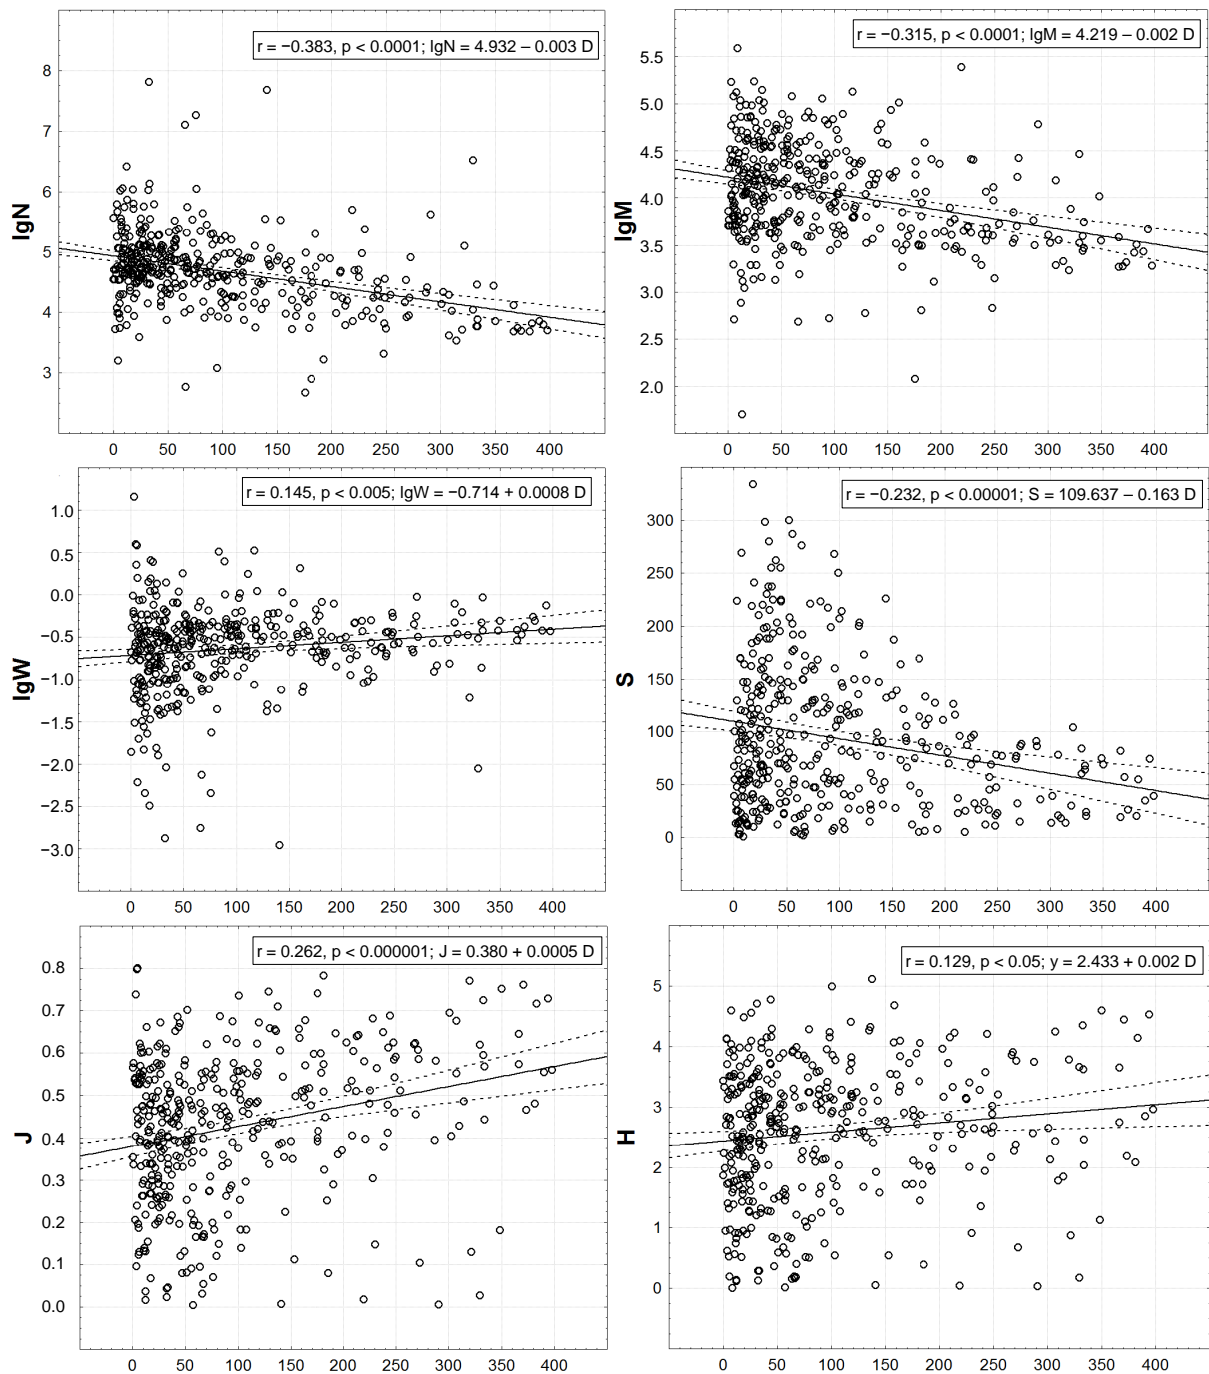 r = −0.383, p < 0.0001; lgN = 4.932 – 0.003 D
8
7
6
5
4
3
lgN
0 50 100 150 200 250 300 350 400
r = −0.315, p < 0.0001; lgM = 4.219 – 0.002 D
5.5
5.0
4.5
4.0
3.5
3.0
2.5
2.0
lgM
0 50 100 150 200 250 300 350 400
r = 0.145, p < 0.005; lgW = −0.714 + 0.0008 D
1.0
0.5
0.0
−0.5
−1.0
−1.5
−2.0
−2.5
−3.0
lgW
0 50 100 150 200 250 300 350 400
r = −0.232, p < 0.00001; S = 109.637 – 0.163 D
300
250
200
150
100
50
0
S
0 50 100 150 200 250 300 350 400
r = 0.262, p < 0.000001; J = 0.380 + 0.0005 D
0.8
0.7
0.6
0.5
0.4
0.3
0.2
0.1
0.0
J
0 50 100 150 200 250 300 350 400
r = 0.129, p < 0.05; y = 2.433 + 0.002 D
5
4
3
2
1
0
H
0 50 100 150 200 250 300 350 400